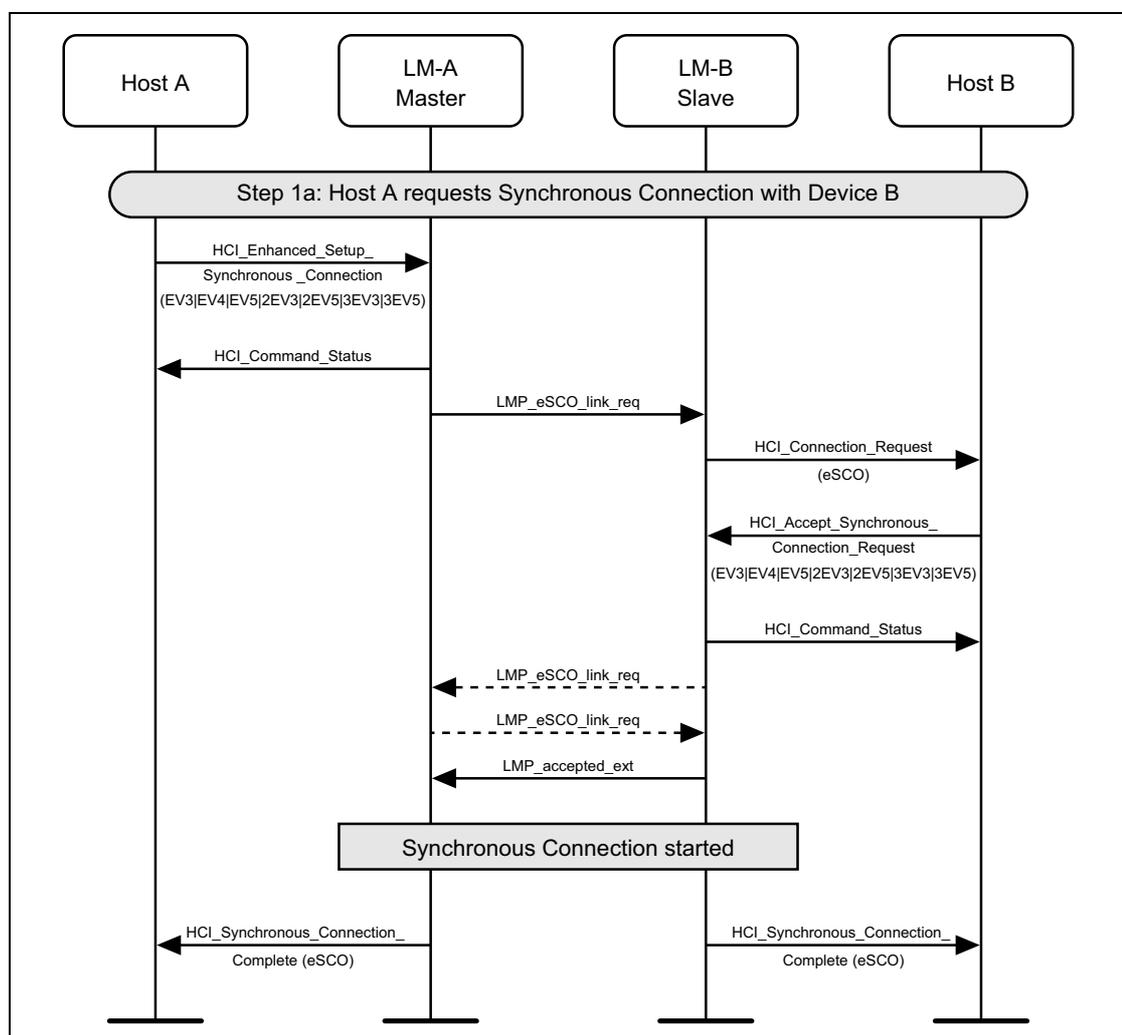 Host A
LM-A
Master
LM-B
Slave
Host B
Step 1a: Host A requests Synchronous Connection with Device B
HCI_Enhanced_Setup_
Synchronous _Connection
(EV3|EV4|EV5|2EV3|2EV5|3EV3|3EV5)
HCI_Command_Status
LMP_eSCO_link_req
HCI_Connection_Request
(eSCO)
HCI_Accept_Synchronous_
Connection_Request
(EV3|EV4|EV5|2EV3|2EV5|3EV3|3EV5)
HCI_Command_Status
LMP_eSCO_link_req
LMP_eSCO_link_req
LMP_accepted_ext
Synchronous Connection started
HCI_Synchronous_Connection_
Complete (eSCO)
HCI_Synchronous_Connection_
Complete (eSCO)